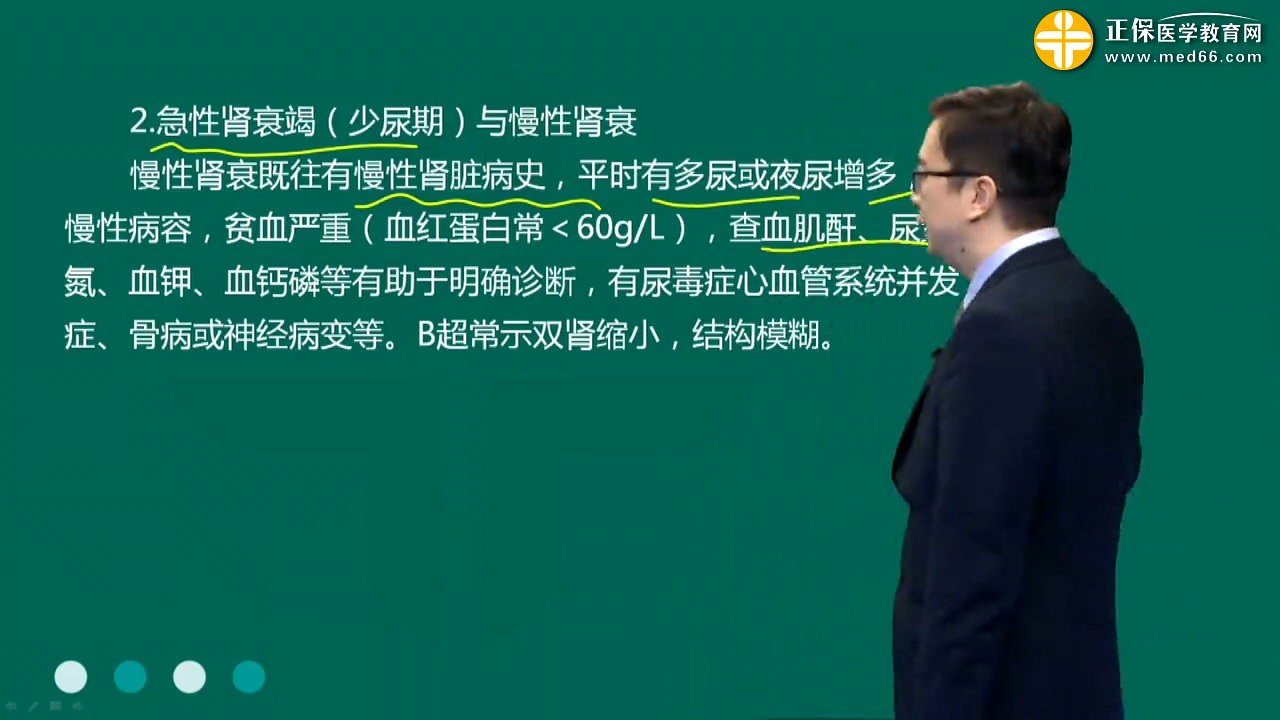 正保医学教育网
www.med66.com
2.急性肾衰竭（少尿期）与慢性肾衰
慢性肾衰既往有慢性肾脏病史，平时有多尿或夜尿增多，
慢性病容，贫血严重（血红蛋白常＜60g/L），查血肌酐、尿
氮、血钾、血钙磷等有助于明确诊断，有尿毒症心血管系统并发
症、骨病或神经病变等。B超常示双肾缩小，结构模糊。